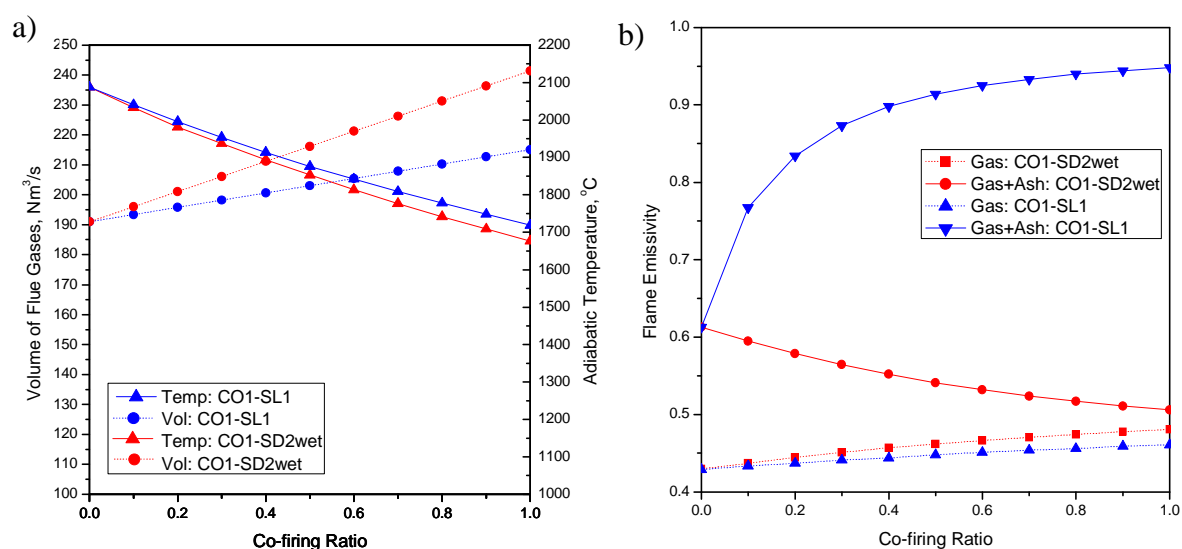 a)
Volume of Flue Gases, Nm³/s
250
240
230
220
210
200
190
180
170
160
150
140
130
120
110
100
2200
2100
2000
1900
1800
1700
1600
1500
1400
1300
1200
1100
1000
Adiabatic Temperature, °C
Temp: CO1-SL1
Vol: CO1-SL1
Temp: CO1-SD2wet
Vol: CO1-SD2wet
0.0 0.2 0.4 0.6 0.8 1.0
Co-firing Ratio
b)
Flame Emissivity
1.0
0.9
0.8
0.7
0.6
0.5
0.4
Gas: CO1-SD2wet
Gas+Ash: CO1-SD2wet
Gas: CO1-SL1
Gas+Ash: CO1-SL1
0.0 0.2 0.4 0.6 0.8 1.0
Co-firing Ratio